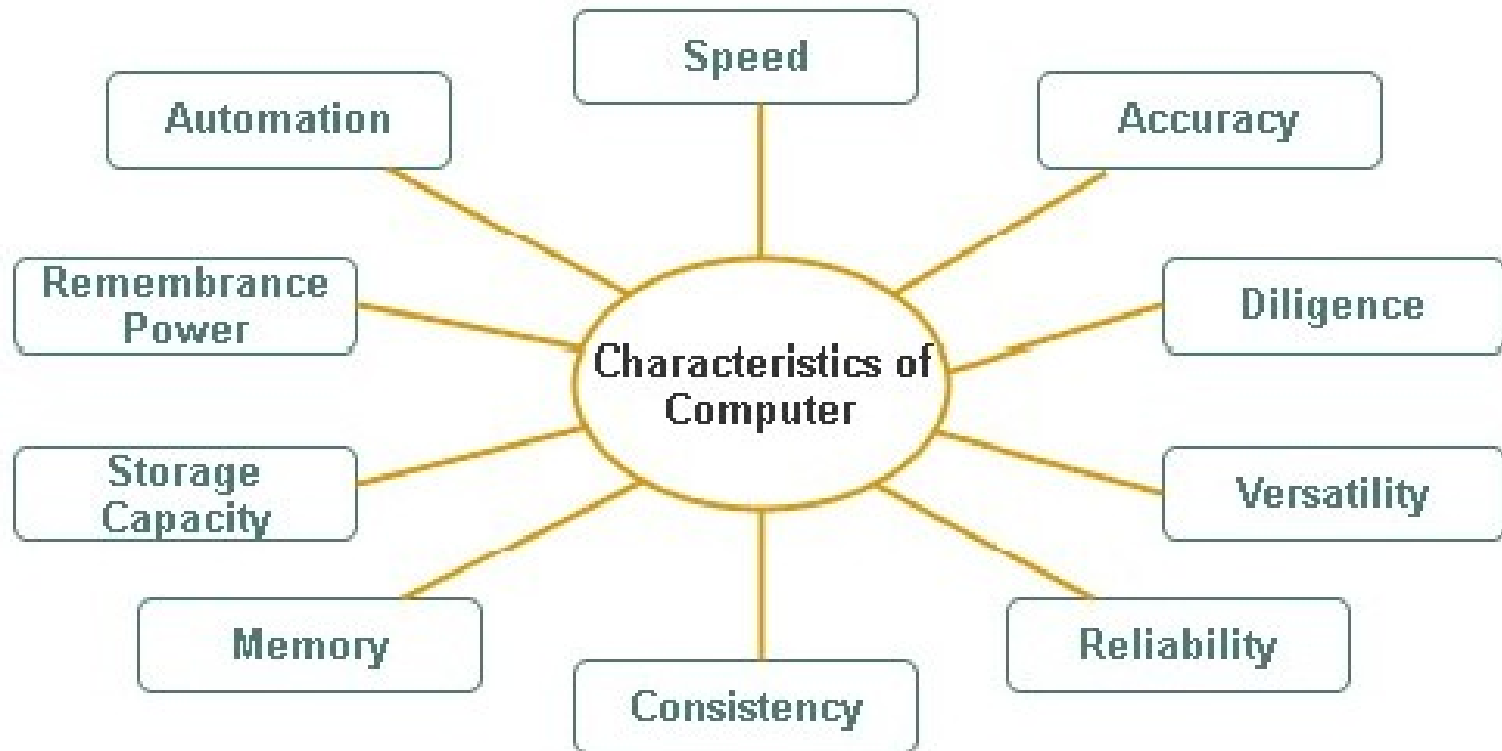 Speed
Automation
Accuracy
Remembrance
Power
Diligence
Characteristics of
Computer
Storage
Capacity
Versatility
Memory
Reliability
Consistency